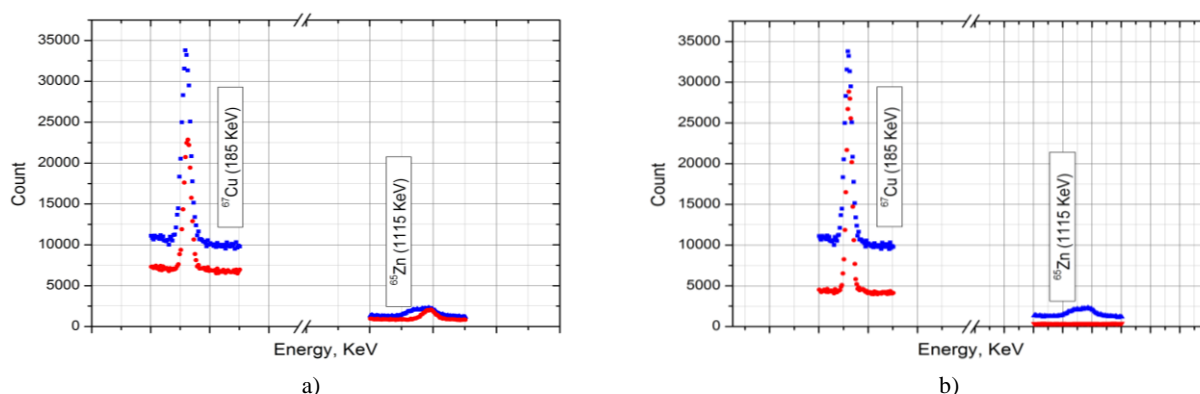 35000
30000
25000
20000
15000
10000
5000
0
Count
⁶⁷Cu (185 KeV)
⁶⁵Zn (1115 KeV)
Energy, KeV
a)
35000
30000
25000
20000
15000
10000
5000
0
Count
⁶⁷Cu (185 KeV)
⁶⁵Zn (1115 KeV)
Energy, KeV
b)